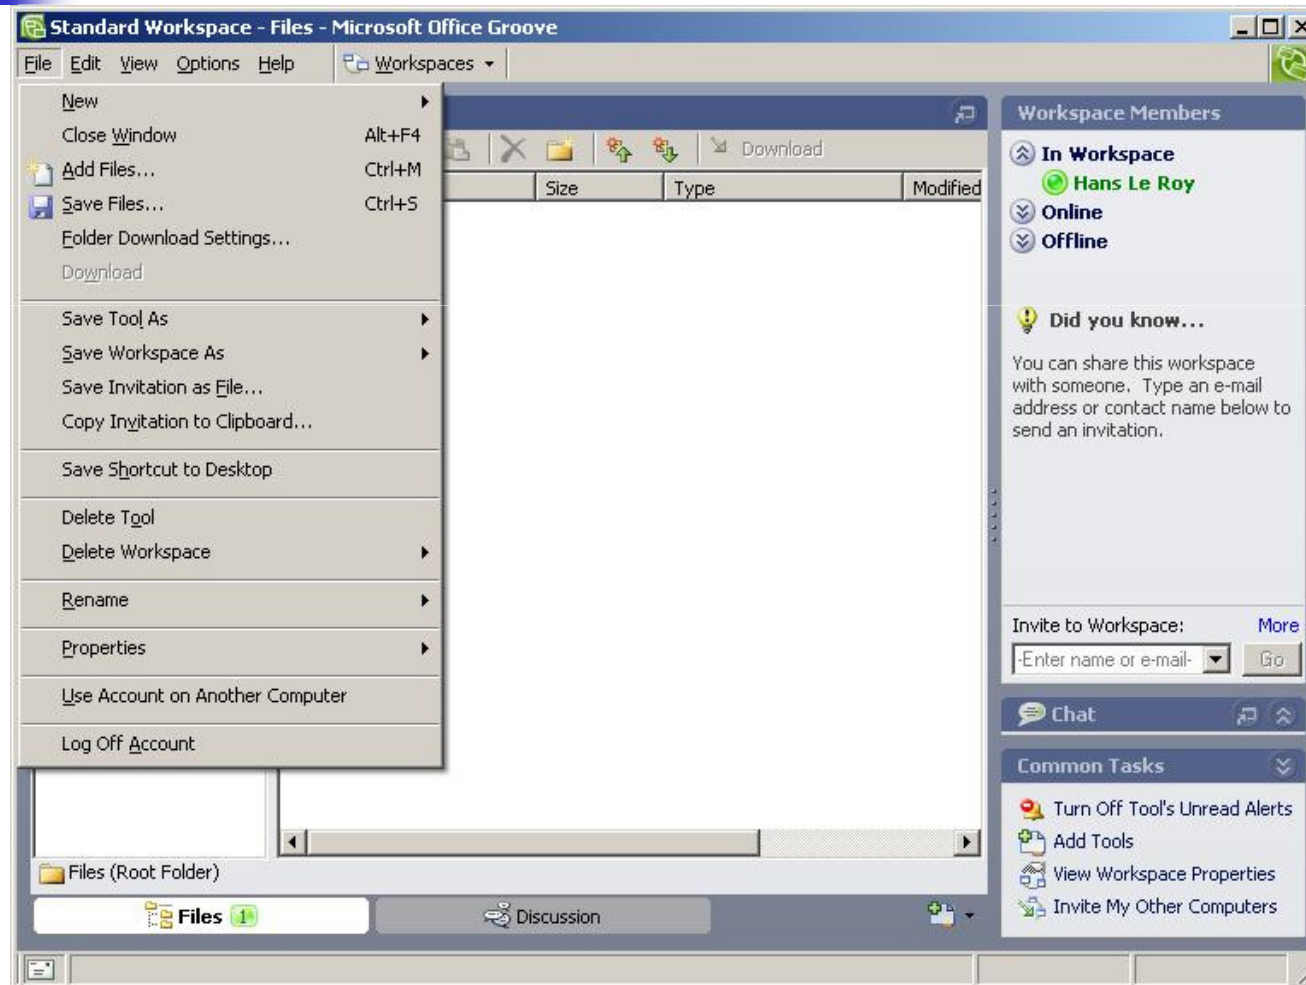 Standard Workspace - Files - Microsoft Office Groove
File Edit View Options Help Workspaces
New
Close Window Alt+F4
Add Files... Ctrl+M
Save Files... Ctrl+S
Folder Download Settings...
Download
Save Tool As
Save Workspace As
Save Invitation as File...
Copy Invitation to Clipboard...
Save Shortcut to Desktop
Delete Tool
Delete Workspace
Rename
Properties
Use Account on Another Computer
Log Off Account
Download
Size Type Modified
Files (Root Folder)
Files 1 Discussion
Workspace Members
In Workspace
Hans Le Roy
Online
Offline
Did you know...
You can share this workspace
with someone. Type an e-mail
address or contact name below to
send an invitation.
Invite to Workspace: More
-Enter name or e-mail- Go
Chat
Common Tasks
Turn Off Tool's Unread Alerts
Add Tools
View Workspace Properties
Invite My Other Computers